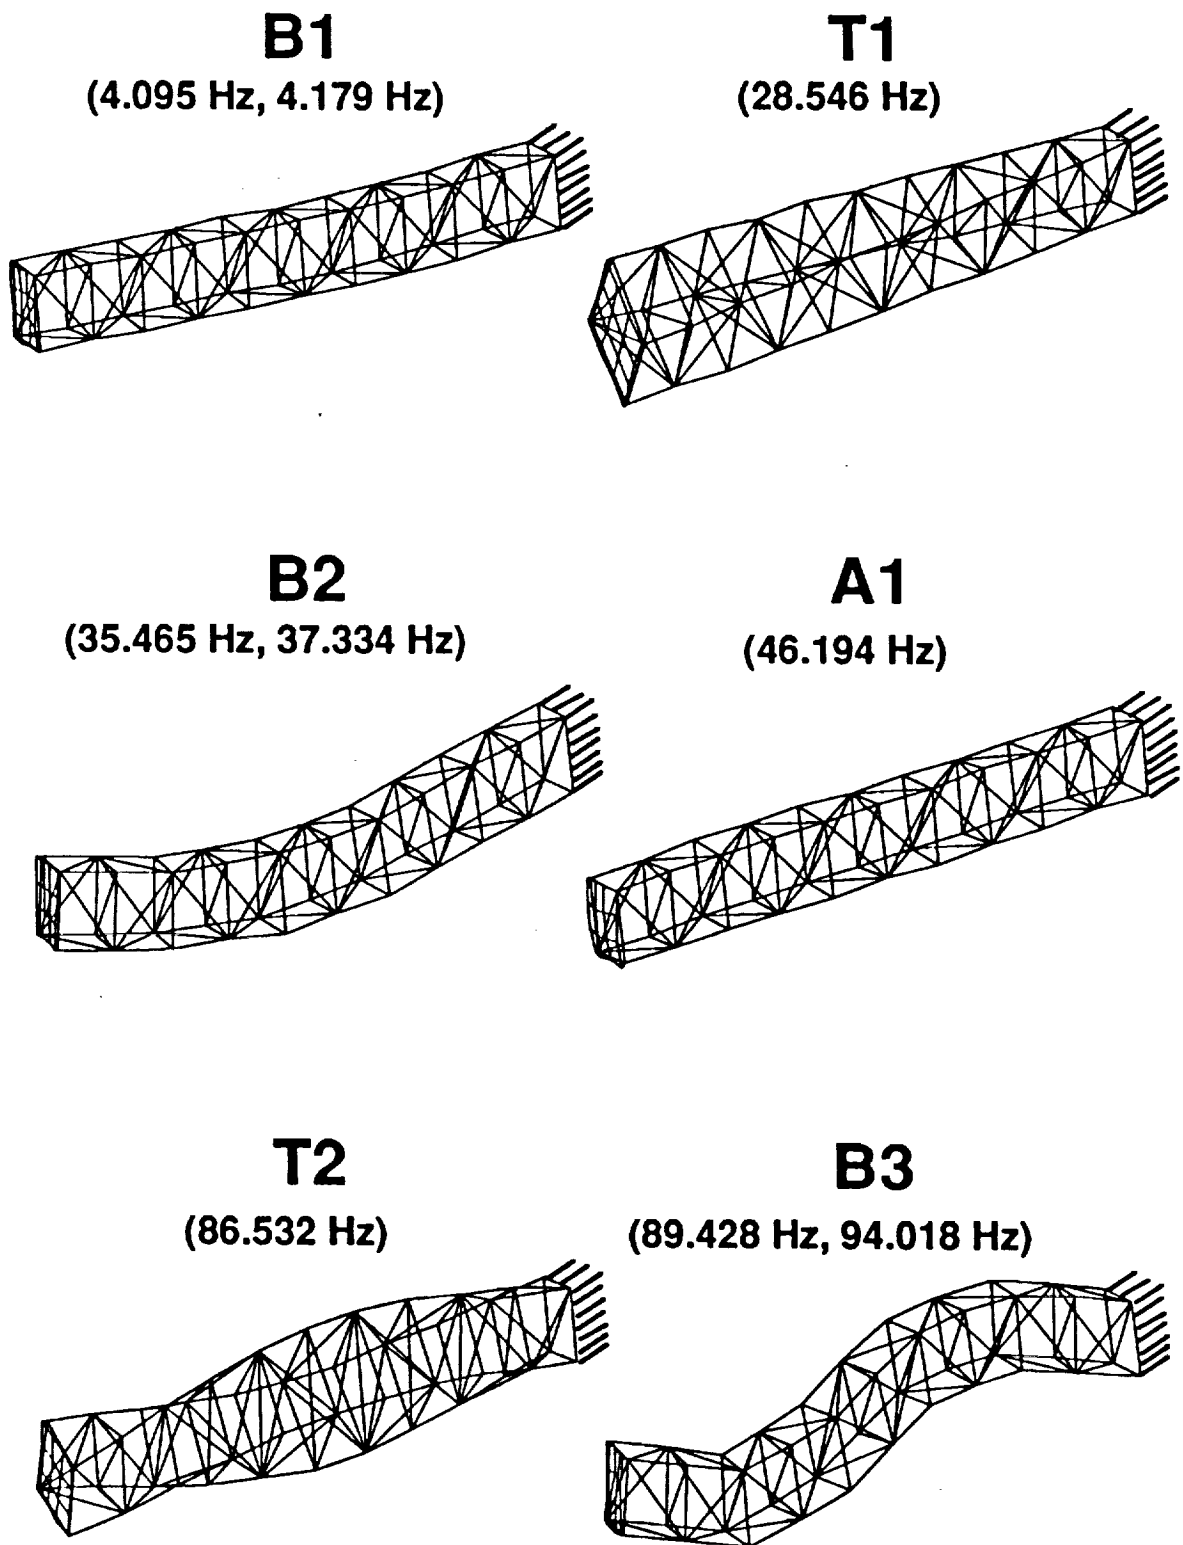 B1
(4.095 Hz, 4.179 Hz)
T1
(28.546 Hz)
B2
(35.465 Hz, 37.334 Hz)
A1
(46.194 Hz)
T2
(86.532 Hz)
B3
(89.428 Hz, 94.018 Hz)